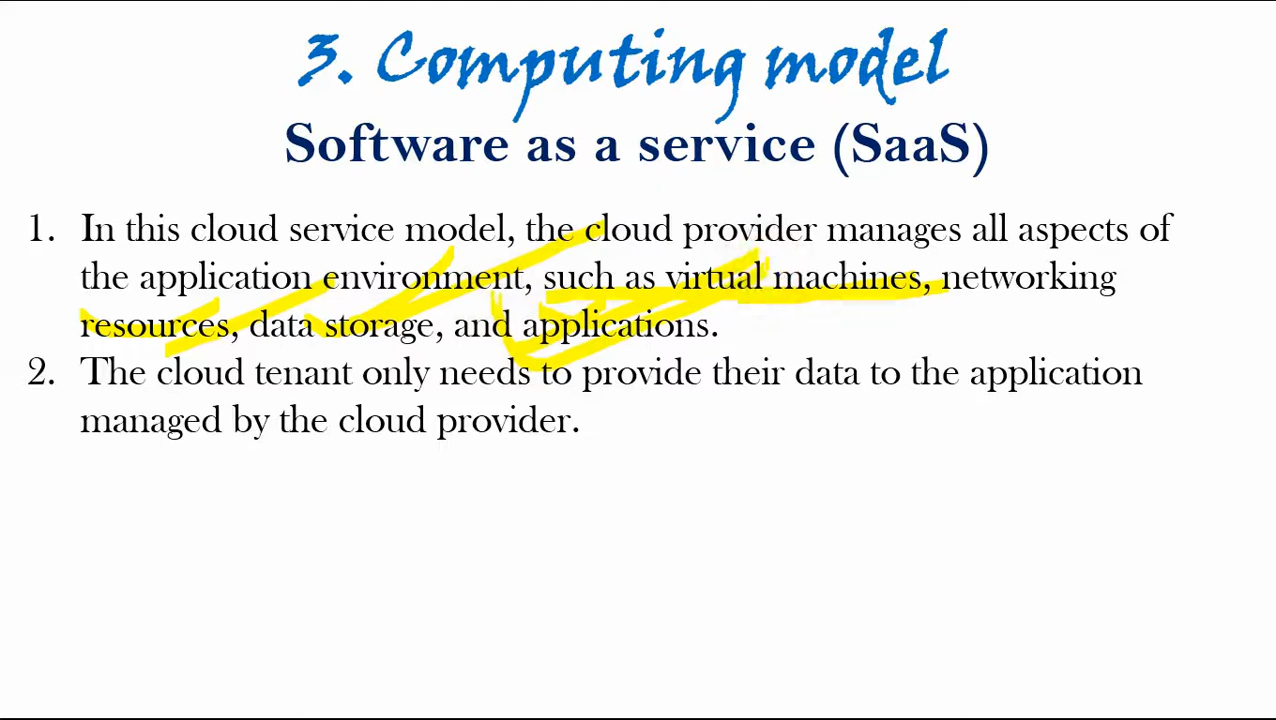 3. Computing model
Software as a service (SaaS)
1. In this cloud service model, the cloud provider manages all aspects of
the application environment, such as virtual machines, networking
resources, data storage, and applications.
2. The cloud tenant only needs to provide their data to the application
managed by the cloud provider.